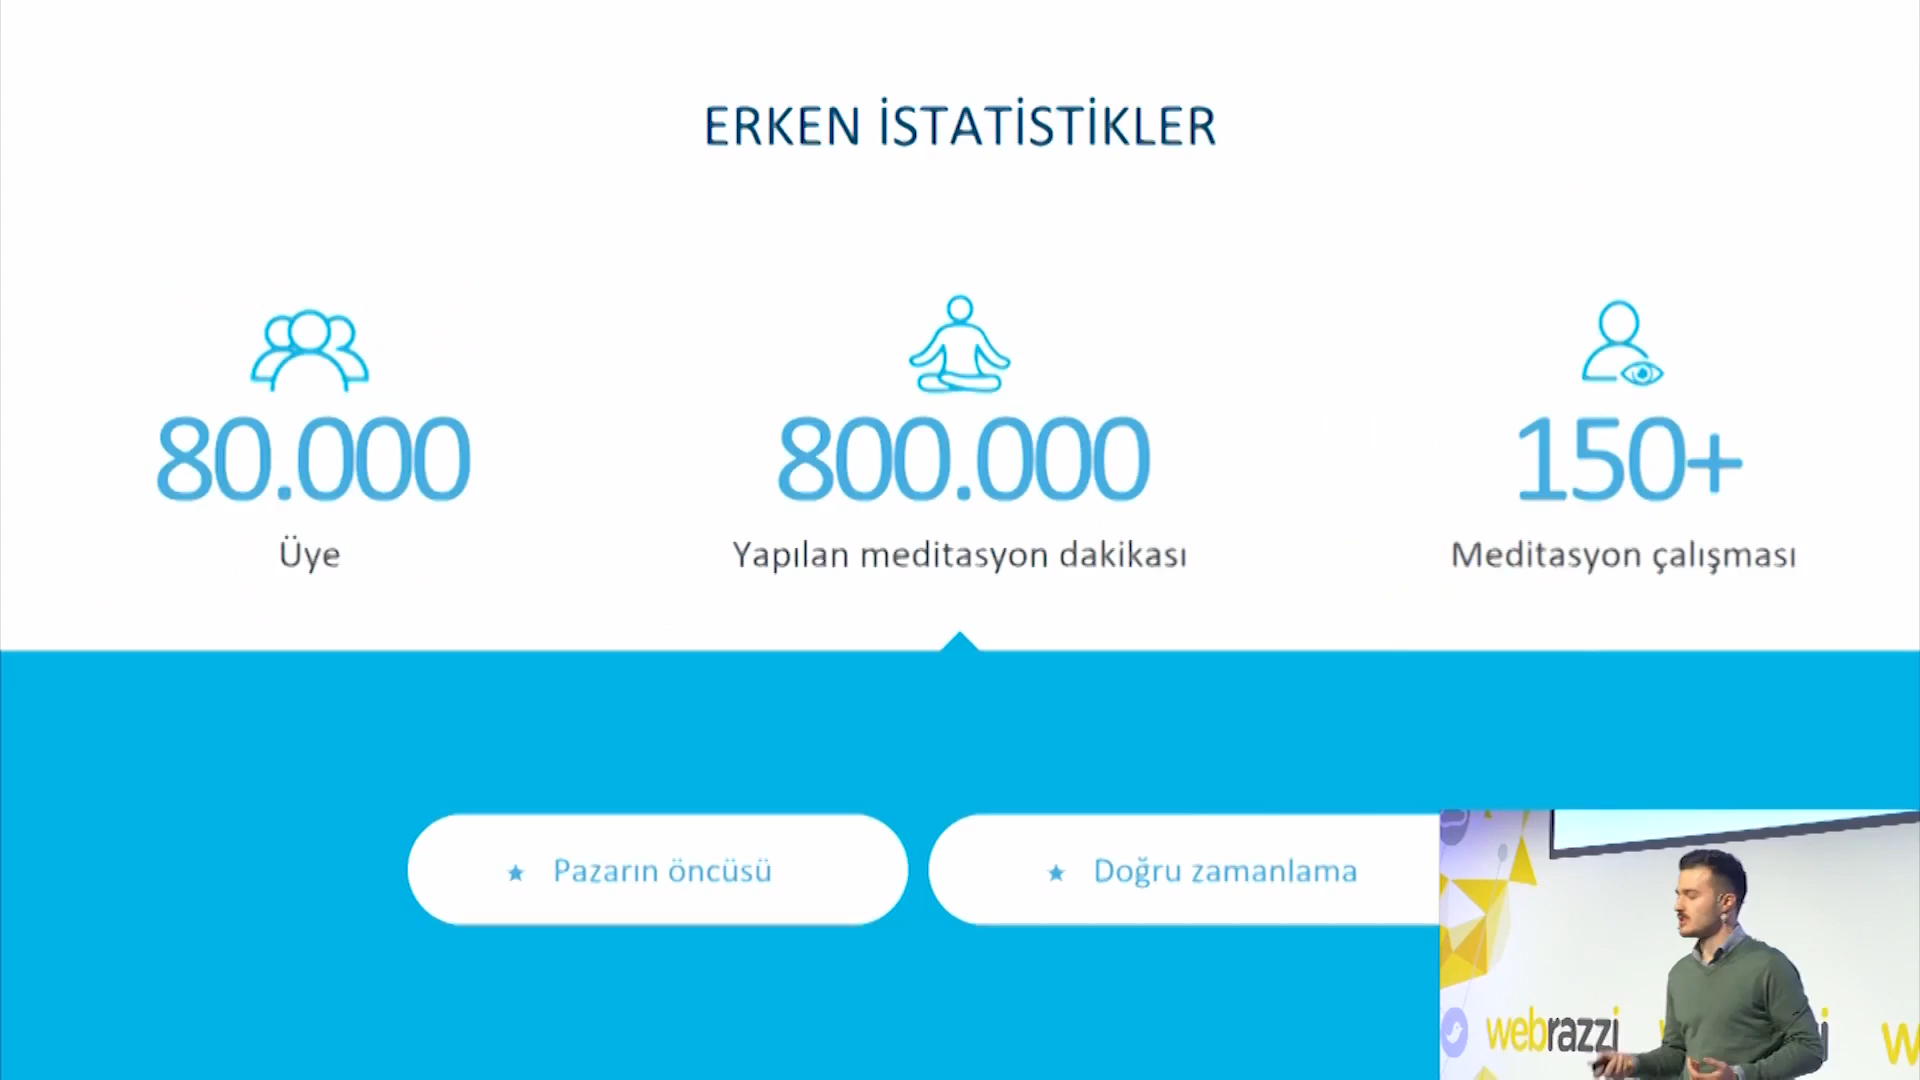 ERKEN İSTATİSTİKLER
80.000
800.000
150+
Üye
Yapılan meditasyon dakikası
Meditasyon çalışması
Pazarın öncüsü
Doğru zamanlama
webrazzi